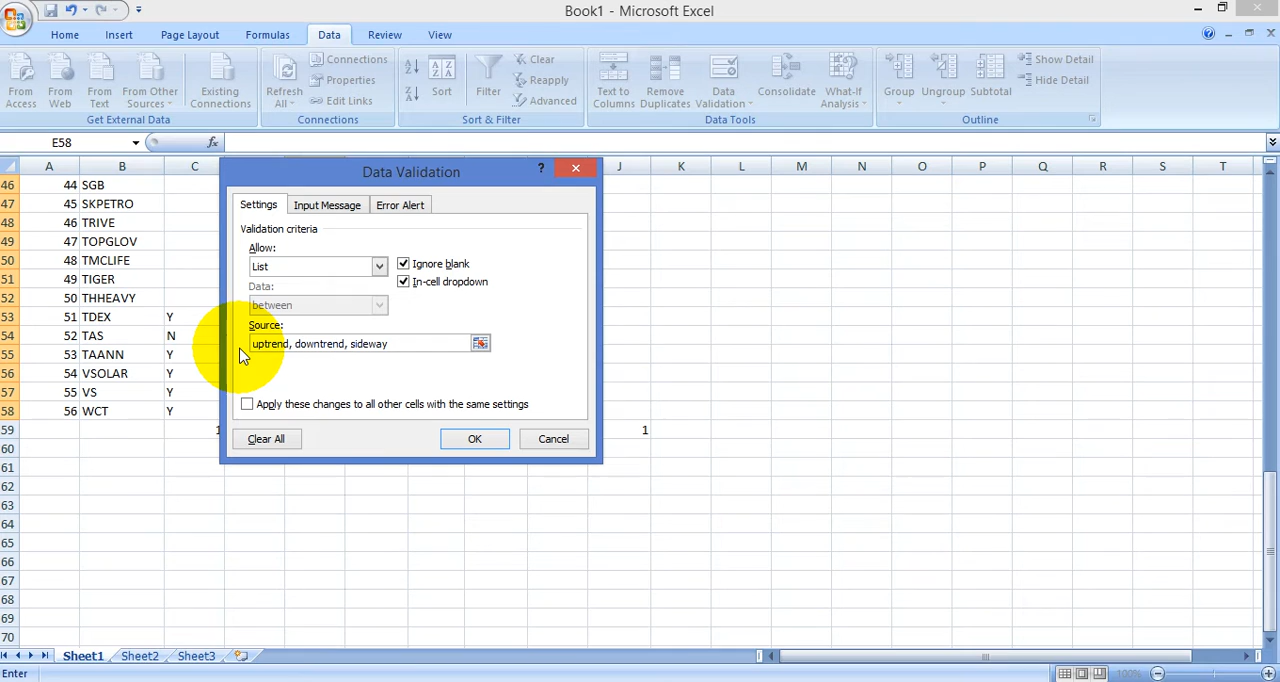 Book1 - Microsoft Excel
Home Insert Page Layout Formulas Data Review View
From Access
From Web
From Text
From Other Sources
Existing Connections
Get External Data
Refresh All
Connections
Properties
Edit Links
Connections
Sort
Filter
Clear
Reapply
Advanced
Sort & Filter
Text to Columns
Remove Duplicates
Data Validation
Consolidate
What-If Analysis
Data Tools
Group
Ungroup
Subtotal
Show Detail
Hide Detail
Outline
E58 fx
A B C J K L M N O P Q R S T
46 44 SGB
47 45 SKPETRO
48 46 TRIVE
49 47 TOPGLOV
50 48 TMCLIFE
51 49 TIGER
52 50 THHEAVY
53 51 TDEX Y
54 52 TAS N
55 53 TAANN Y
56 54 VSOLAR Y
57 55 VS Y
58 56 WCT Y
59 1 1
60
61
62
63
64
65
66
67
68
69
70
Data Validation ?
Settings Input Message Error Alert
Validation criteria
Allow:
List
Ignore blank
In-cell dropdown
Data:
between
Source:
uptrend, downtrend, sideway
Apply these changes to all other cells with the same settings
Clear All OK Cancel
Sheet1 Sheet2 Sheet3
Enter 100%